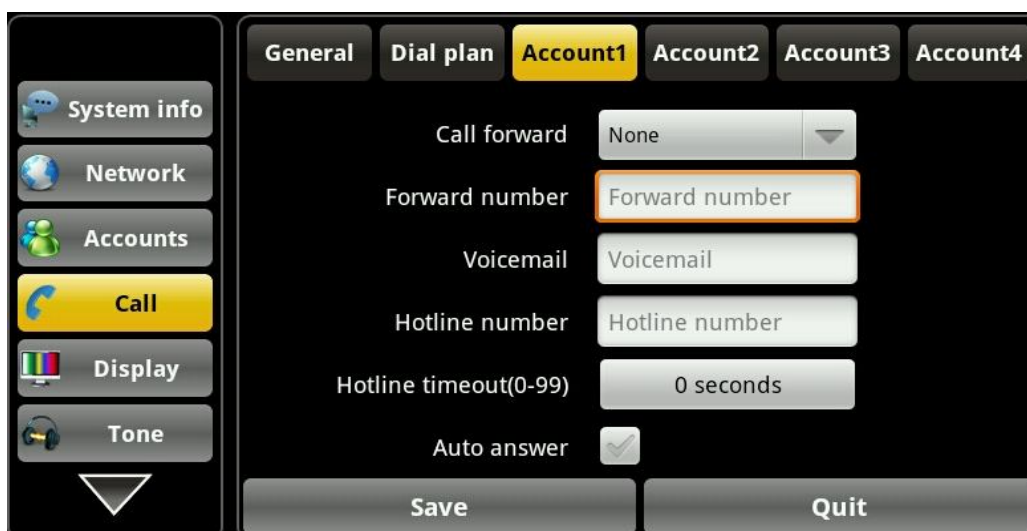 General Dial plan Account1 Account2 Account3 Account4
System info
Network
Accounts
Call
Display
Tone
Call forward None
Forward number Forward number
Voicemail Voicemail
Hotline number Hotline number
Hotline timeout(0-99) 0 seconds
Auto answer
Save Quit